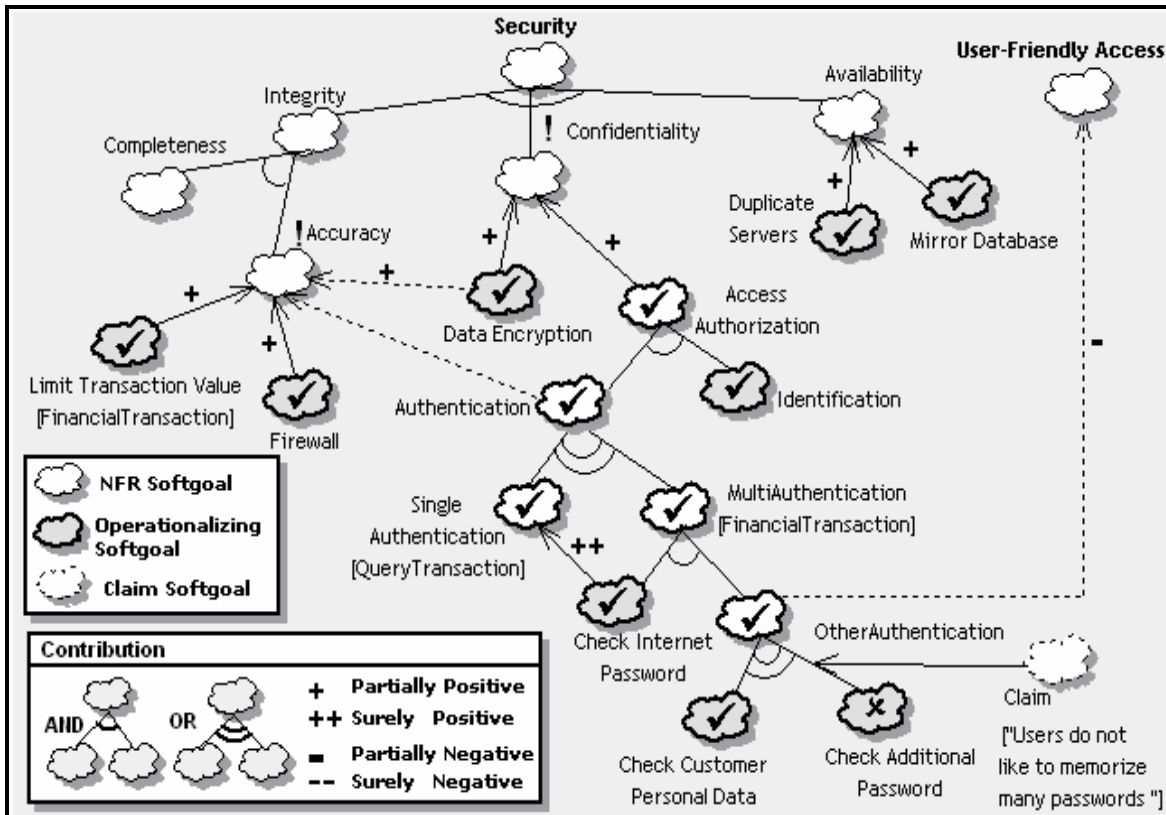 Security
User-Friendly Access
Integrity
Availability
Completeness
! Confidentiality
+
+
Duplicate
Servers
Mirror Database
!Accuracy
+
+
+
+
Access
Authorization
Data Encryption
-
+
Limit Transaction Value
[FinancialTransaction]
Firewall
Authentication
Identification
NFR Softgoal
Operationalizing
Softgoal
Claim Softgoal
Single
Authentication
[QueryTransaction]
MultiAuthentication
[FinancialTransaction]
++
Check Internet
Password
OtherAuthentication
Claim
["Users do not
like to memorize
many passwords "]
Check Customer
Personal Data
Check Additional
Password
Contribution
AND
OR
+ Partially Positive
++ Surely Positive
- Partially Negative
-- Surely Negative